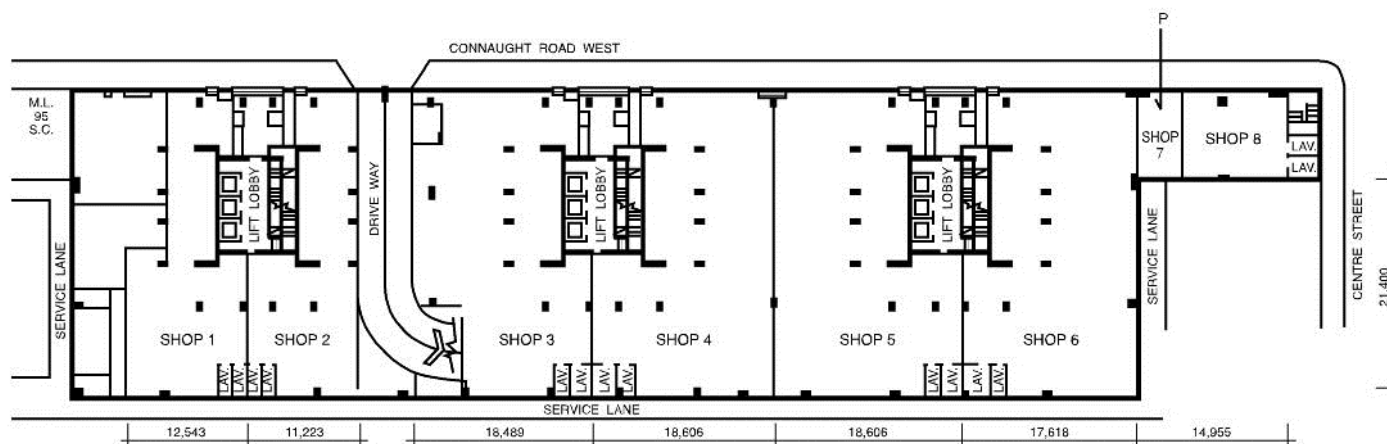 P
CONNAUGHT ROAD WEST
M.L.
95
S.C.
SHOP
7
SHOP 8
LAV.
LAV.
LIFT LOBBY
DRIVE WAY
LIFT LOBBY
LIFT LOBBY
SERVICE LANE
SERVICE LANE
CENTRE STREET
21,400
SHOP 1
SHOP 2
SHOP 3
SHOP 4
SHOP 5
SHOP 6
LAV.
LAV.
LAV.
LAV.
LAV.
LAV.
LAV.
LAV.
LAV.
LAV.
LAV.
LAV.
SERVICE LANE
12,543
11,223
18,489
18,606
18,606
17,618
14,955